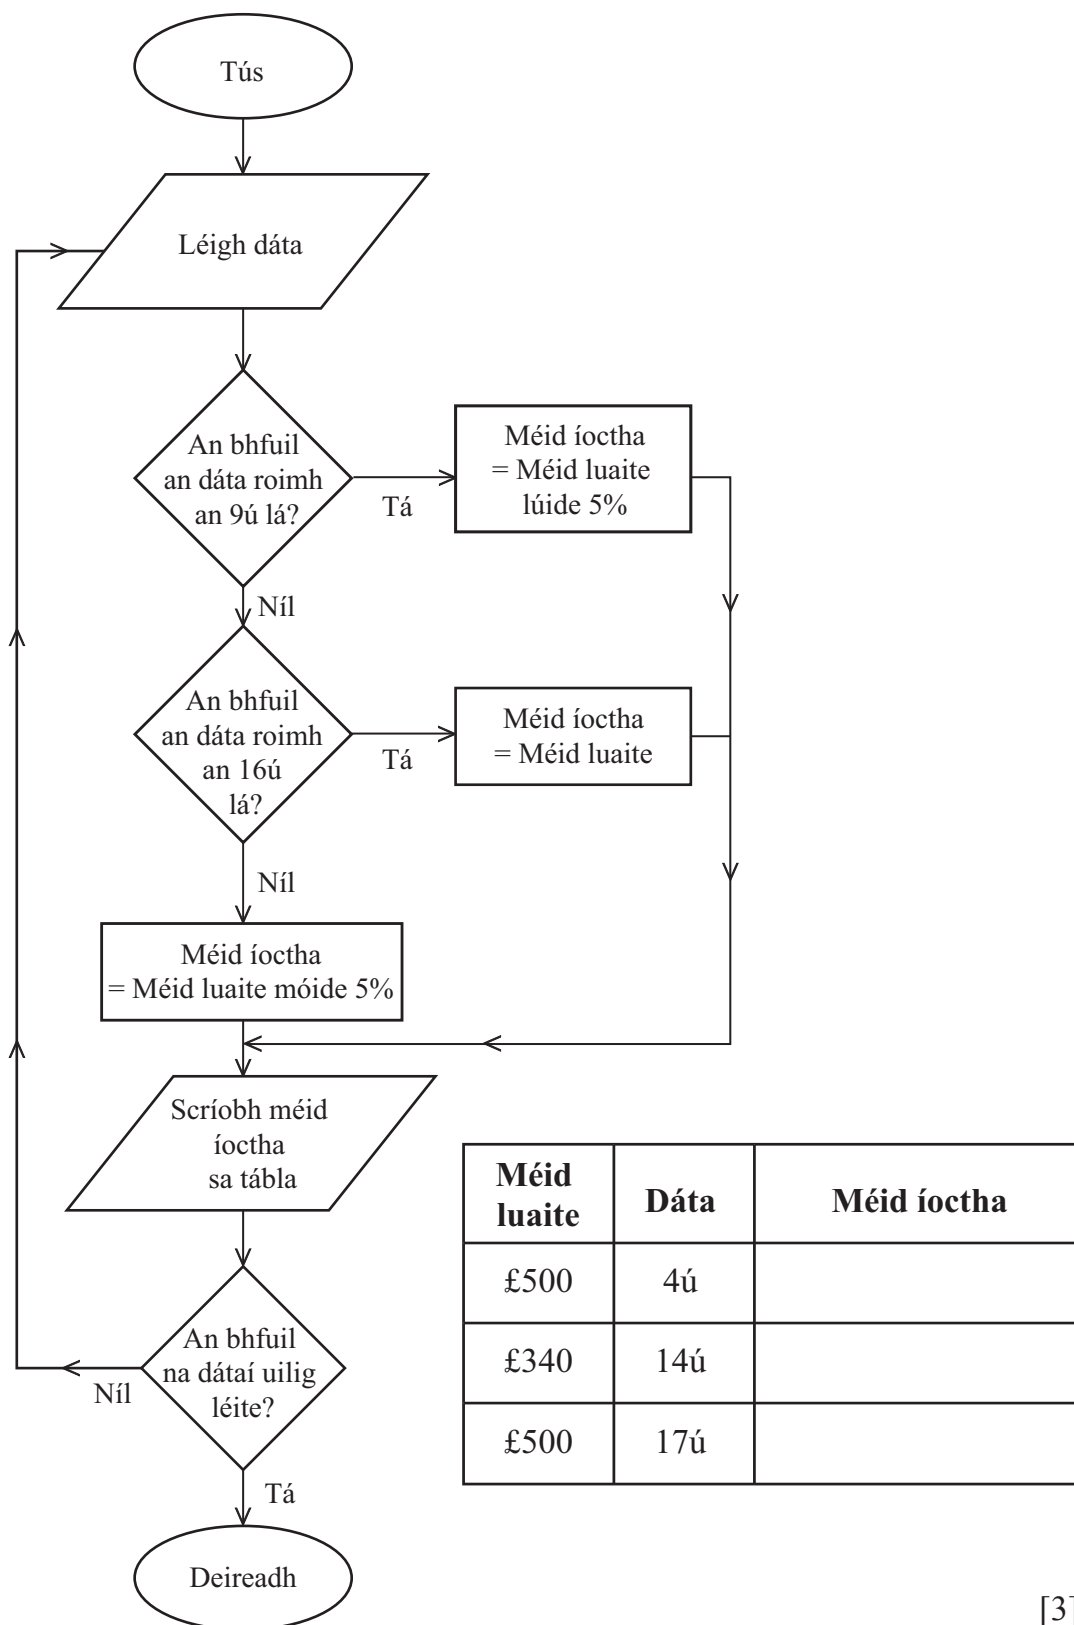 Tús
Léigh dáta
An bhfuil
an dáta roimh
an 9ú lá?
Tá
Méid íoctha
= Méid luaite
lúide 5%
Níl
An bhfuil
an dáta roimh
an 16ú
lá?
Tá
Méid íoctha
= Méid luaite
Níl
Méid íoctha
= Méid luaite móide 5%
Scríobh méid
íoctha
sa tábla
An bhfuil
na dátaí uilig
léite?
Níl
Tá
Deireadh
Méid
luaite
Dáta
Méid íoctha
£500 4ú
£340 14ú
£500 17ú
[3]